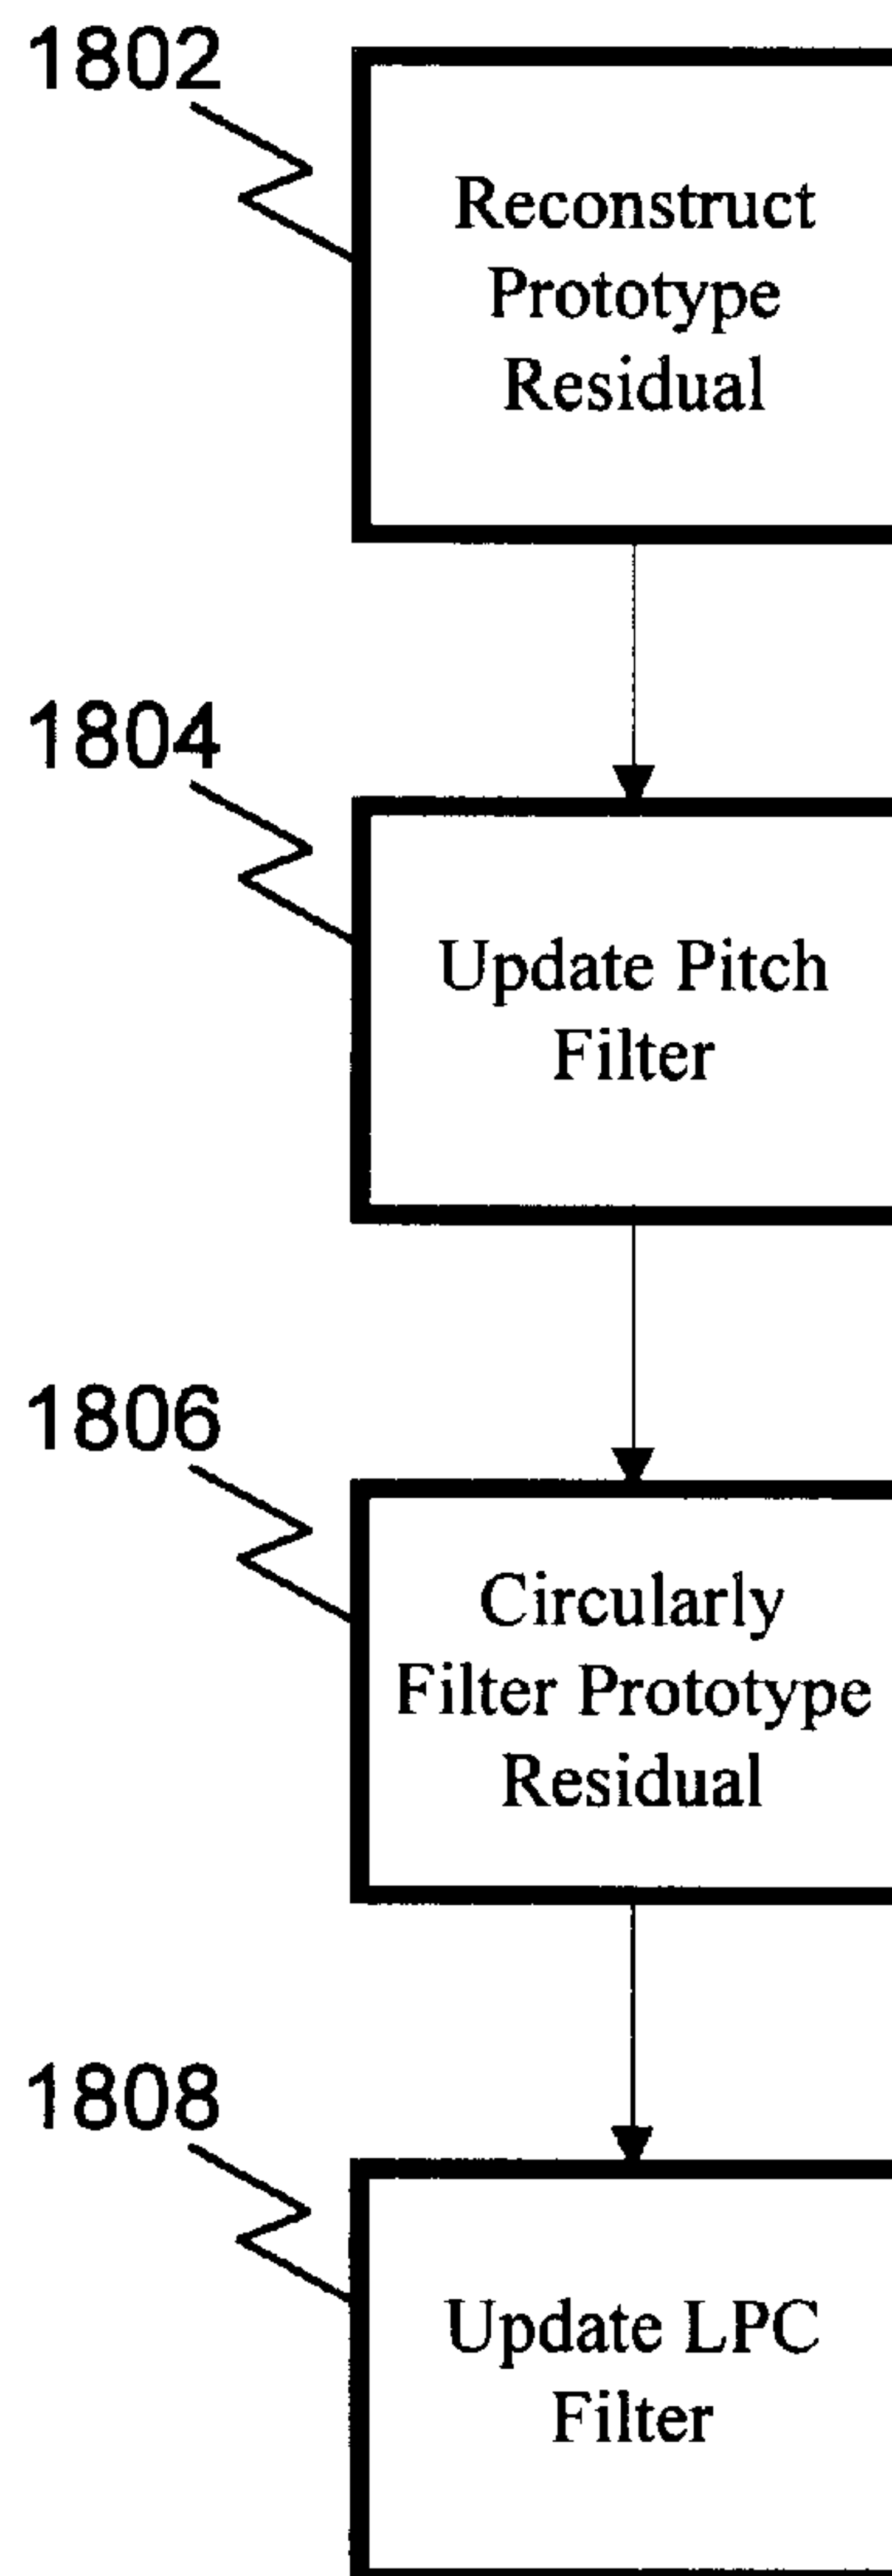 1802
Reconstruct
Prototype
Residual
1804
Update Pitch
Filter
1806
Circularly
Filter Prototype
Residual
1808
Update LPC
Filter